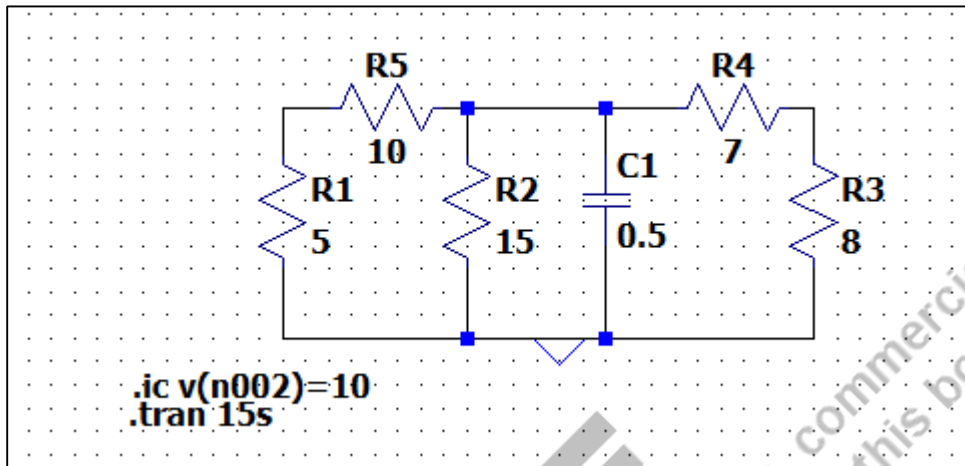 R5
R4
10
7
R1
R2
C1
R3
5
15
0.5
8
.ic v(n002)=10
.tran 15s
commerci
this bo